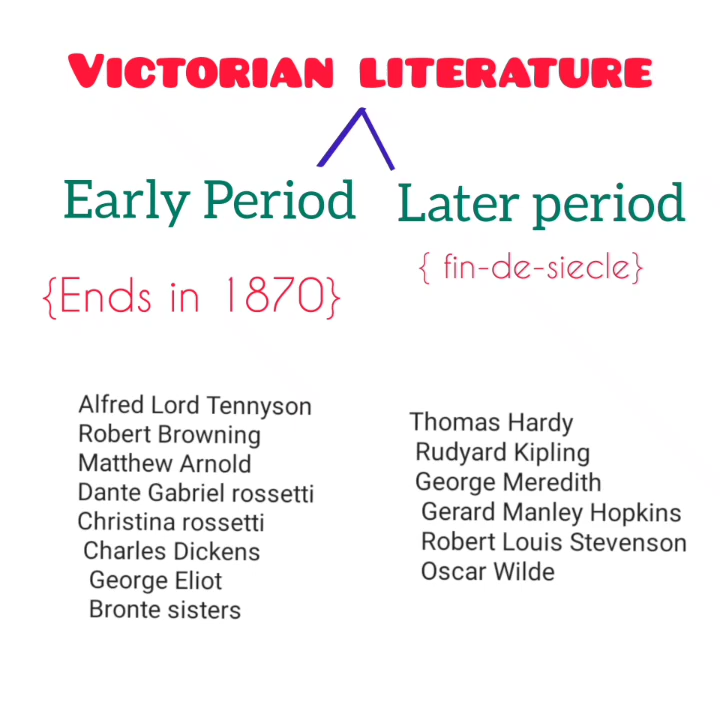 VICTORIAN LITERATURE
Early Period
{Ends in 1870}
Alfred Lord Tennyson
Robert Browning
Matthew Arnold
Dante Gabriel rossetti
Christina rossetti
Charles Dickens
George Eliot
Bronte sisters
Later period
{ fin-de-siecle}
Thomas Hardy
Rudyard Kipling
George Meredith
Gerard Manley Hopkins
Robert Louis Stevenson
Oscar Wilde